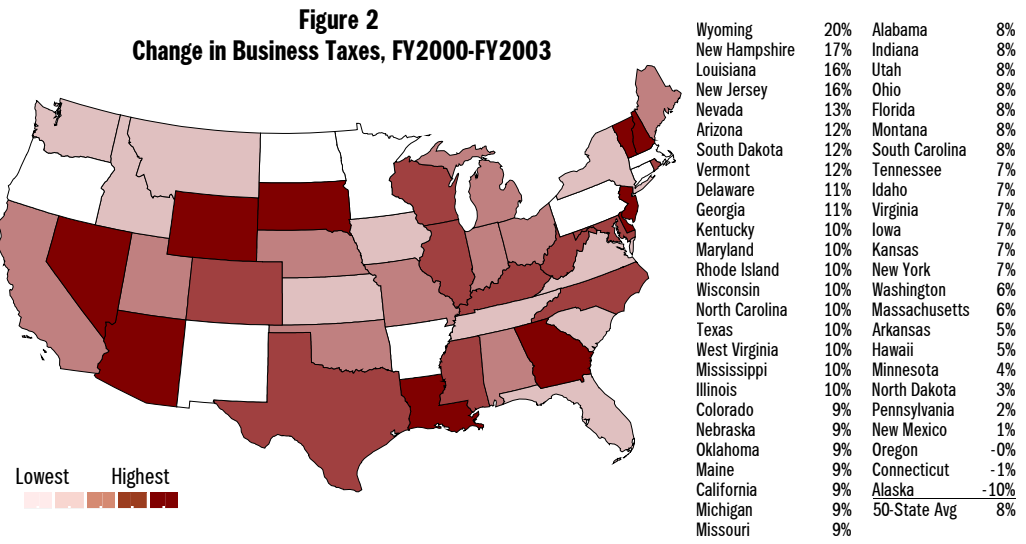 Figure 2
Change in Business Taxes, FY2000-FY2003
Lowest Highest
Wyoming 20%
New Hampshire 17%
Louisiana 16%
New Jersey 16%
Nevada 13%
Arizona 12%
South Dakota 12%
Vermont 12%
Delaware 11%
Georgia 11%
Kentucky 10%
Maryland 10%
Rhode Island 10%
Wisconsin 10%
North Carolina 10%
Texas 10%
West Virginia 10%
Mississippi 10%
Illinois 10%
Colorado 9%
Nebraska 9%
Oklahoma 9%
Maine 9%
California 9%
Michigan 9%
Missouri 9%
Alabama 8%
Indiana 8%
Utah 8%
Ohio 8%
Florida 8%
Montana 8%
South Carolina 8%
Tennessee 7%
Idaho 7%
Virginia 7%
Iowa 7%
Kansas 7%
New York 7%
Washington 6%
Massachusetts 6%
Arkansas 5%
Hawaii 5%
Minnesota 4%
North Dakota 3%
Pennsylvania 2%
New Mexico 1%
Oregon -0%
Connecticut -1%
Alaska -10%
50-State Avg 8%